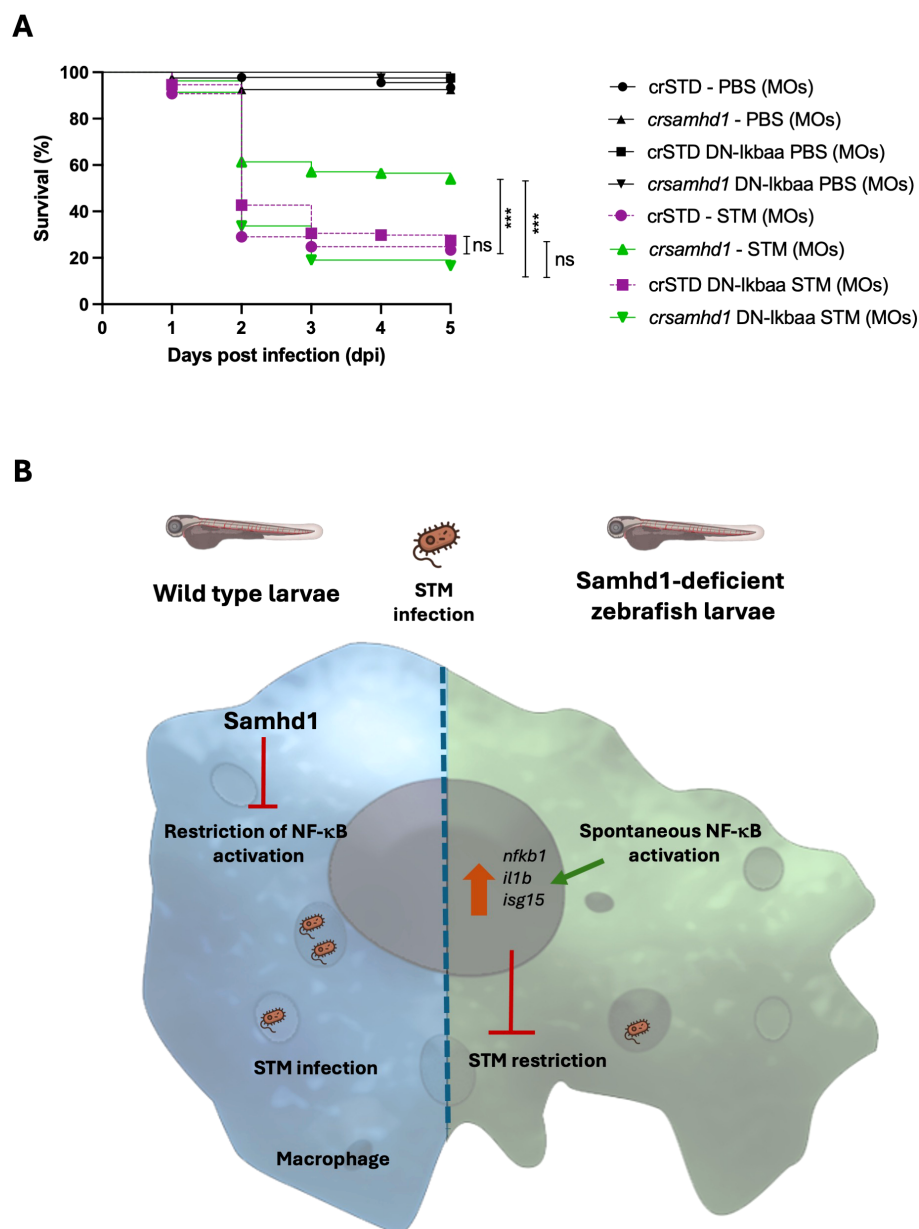 A
100
80
60
40
20
0
Survival (%)
0 1 2 3 4 5
Days post infection (dpi)
ns
***
***
ns
crSTD - PBS (MOs)
crsamhd1 - PBS (MOs)
crSTD DN-Ikbaa PBS (MOs)
crsamhd1 DN-Ikbaa PBS (MOs)
crSTD - STM (MOs)
crsamhd1 - STM (MOs)
crSTD DN-Ikbaa STM (MOs)
crsamhd1 DN-Ikbaa STM (MOs)
B
Wild type larvae
STM
infection
Samhd1-deficient
zebrafish larvae
Samhd1
Restriction of NF-κB
activation
nfkb1
il1b
isg15
Spontaneous NF-κB
activation
STM infection
STM restriction
Macrophage